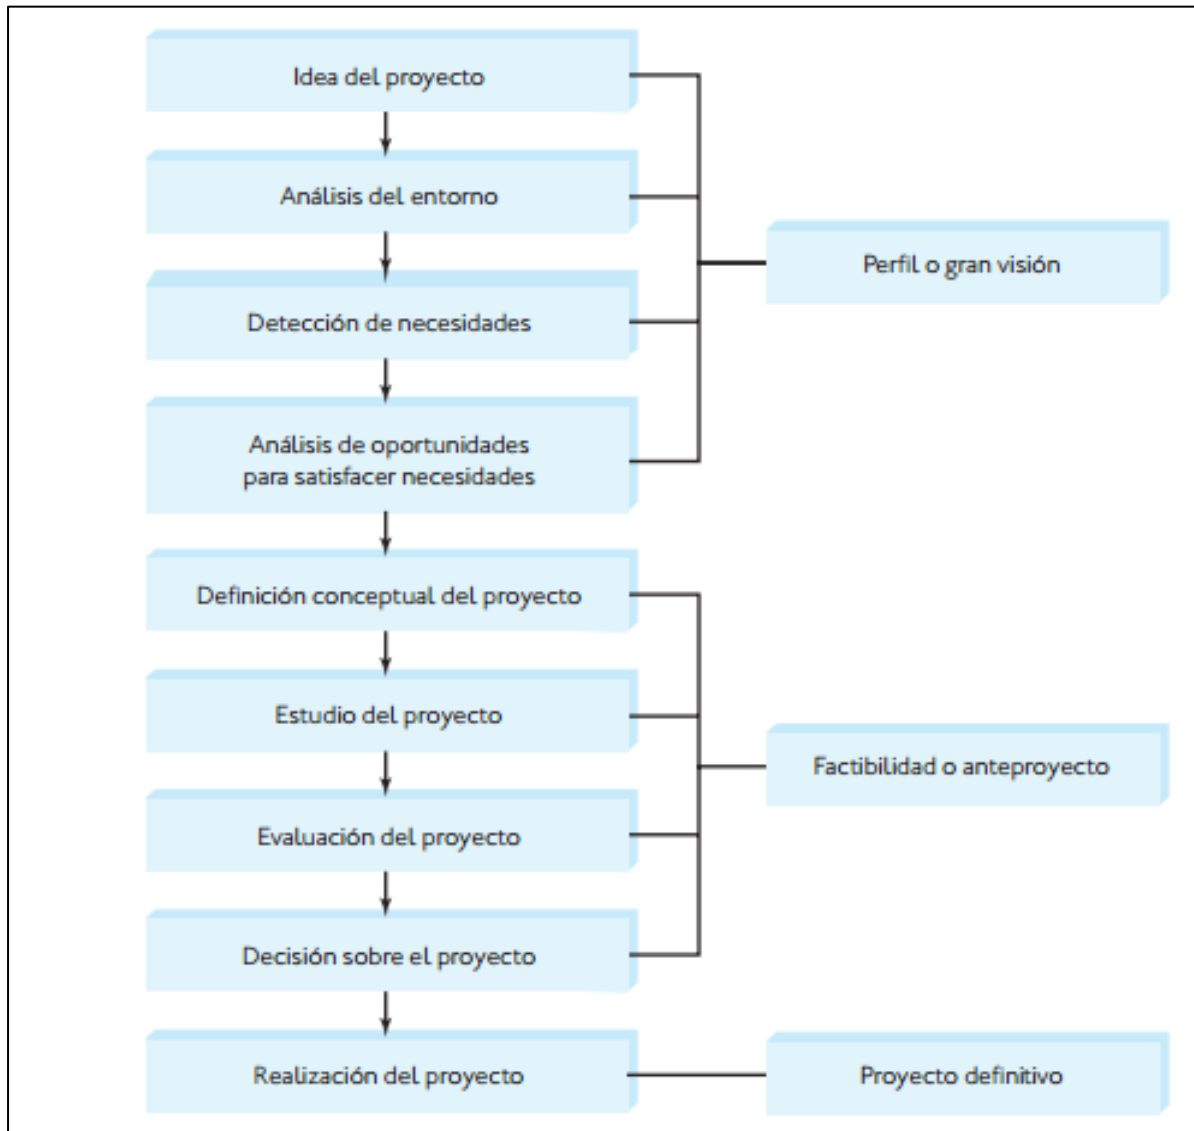 Idea del proyecto
Análisis del entorno
Detección de necesidades
Análisis de oportunidades
para satisfacer necesidades
Perfil o gran visión
Definición conceptual del proyecto
Estudio del proyecto
Evaluación del proyecto
Decisión sobre el proyecto
Factibilidad o anteproyecto
Realización del proyecto
Proyecto definitivo